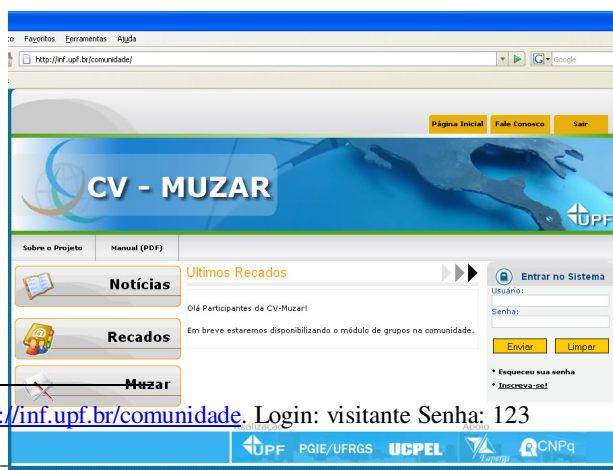 Favoritos Ferramentas Ajuda
http://inf.upf.br/comunidade/ G Google
Página Inicial Fale Conosco Sair
CV - MUZAR
UPF
Sobre o Projeto Manual (PDF)
Notícias
Recados
Muzar
Últimos Recados
Olá Participantes da CV-Muzar!
Em breve estaremos disponibilizando o módulo de grupos na comunidade.
Entrar no Sistema
Usuário:
Senha:
Enviar Limpar
* Esqueceu sua senha
* Inscreva-se!
://inf.upf.br/comunidade. Login: visitante Senha: 123
Realização Apoio
UPF PGIE/UFRGS UCPEL Fapergs CNPq